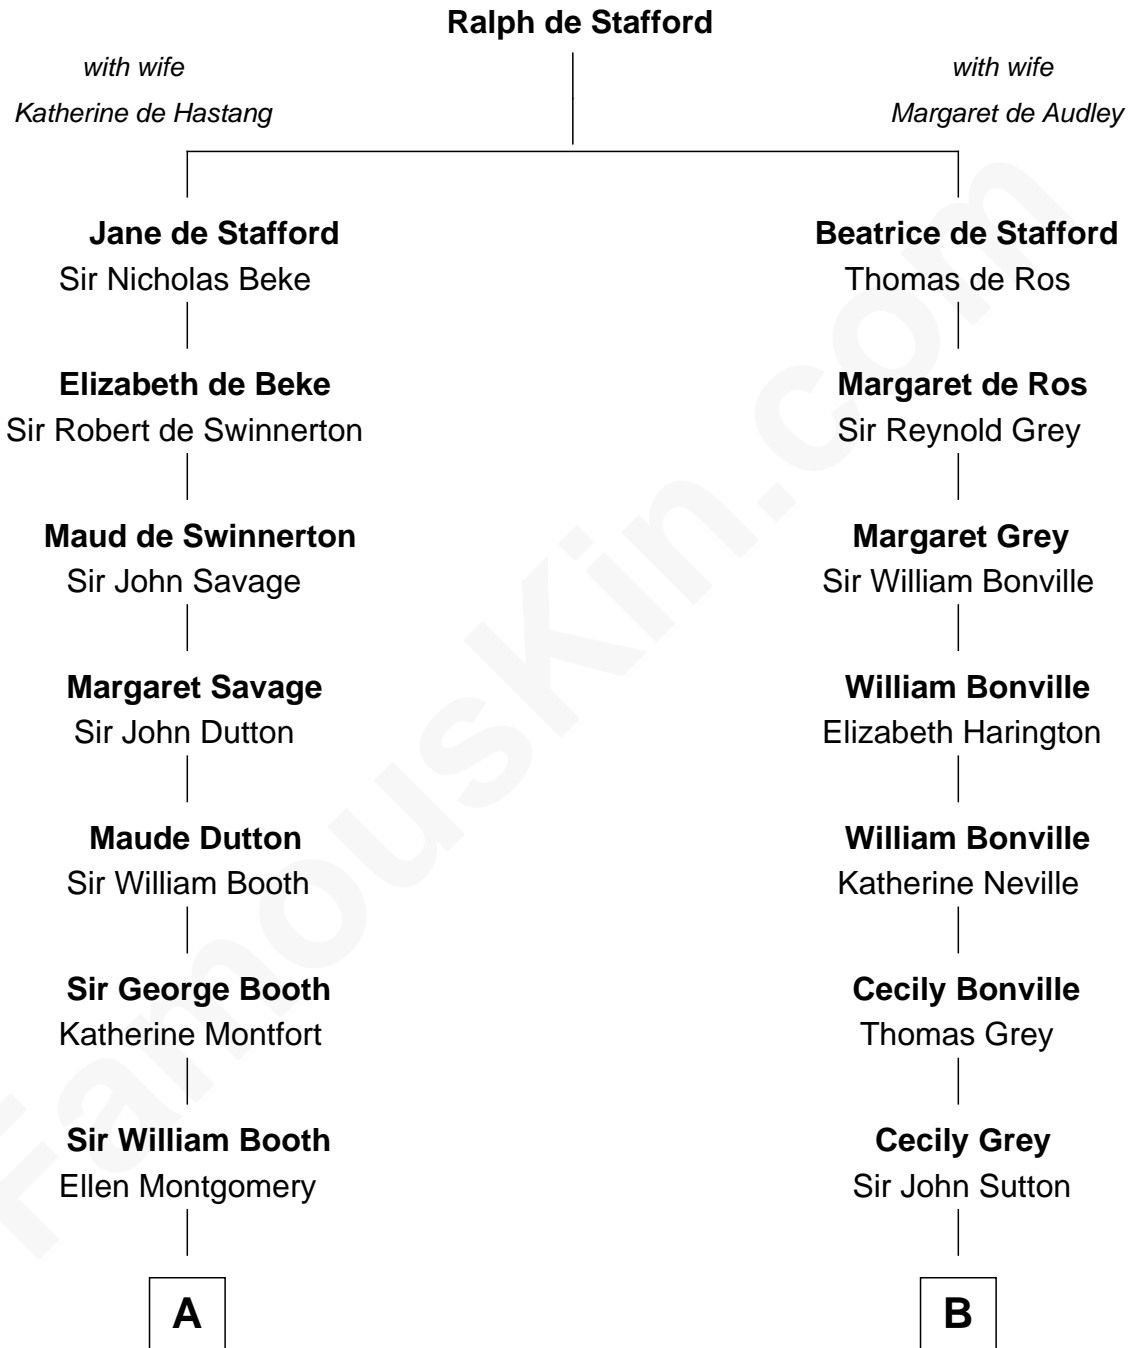 Ralph de Stafford
with wife
Katherine de Hastang
with wife
Margaret de Audley
Jane de Stafford
Sir Nicholas Beke
Beatrice de Stafford
Thomas de Ros
Elizabeth de Beke
Sir Robert de Swinnerton
Margaret de Ros
Sir Reynold Grey
Maud de Swinnerton
Sir John Savage
Margaret Grey
Sir William Bonville
Margaret Savage
Sir John Dutton
William Bonville
Elizabeth Harington
Maude Dutton
Sir William Booth
William Bonville
Katherine Neville
Sir George Booth
Katherine Montfort
Cecily Bonville
Thomas Grey
Sir William Booth
Ellen Montgomery
Cecily Grey
Sir John Sutton
A
B
FamousKin.com